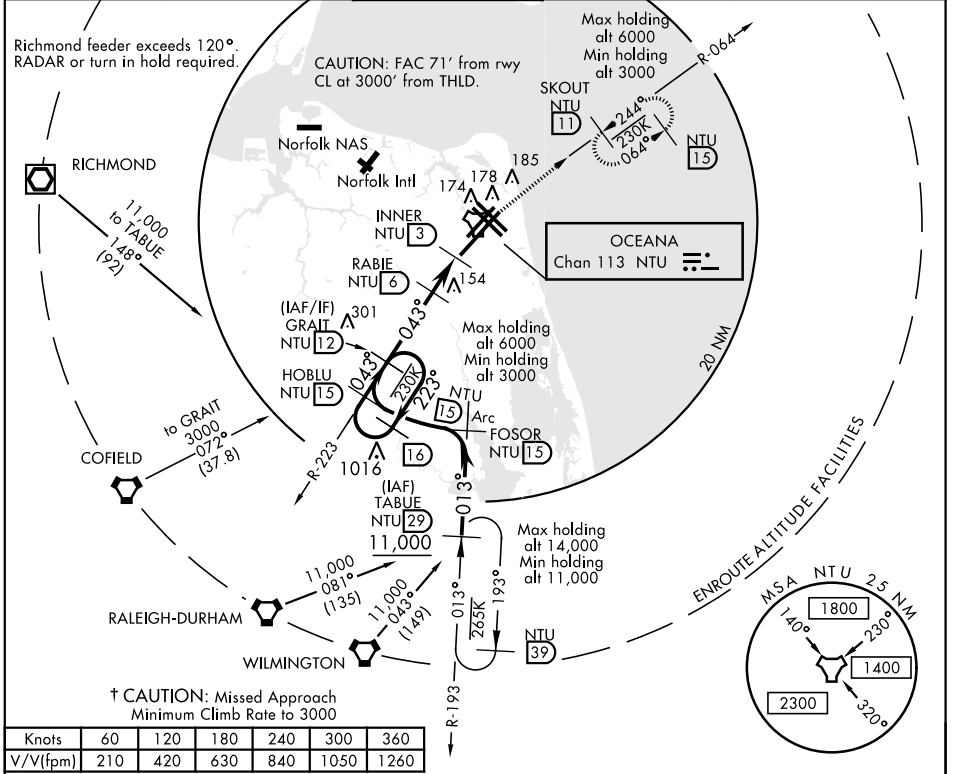 Richmond feeder exceeds 120°.
RADAR or turn in hold required.
CAUTION: FAC 71' from rwy
CL at 3000' from THLD.
Max holding
alt 6000
Min holding
alt 3000
R-064
SKOUT
NTU
11
244°
230K
064°
NTU
15
Norfolk NAS
Norfolk Intl
RICHMOND
11,000
to TABUE
148°
(92)
174
178
185
INNER
NTU 3
OCEANA
Chan 113 NTU
RABIE
NTU 6
154
043°
(IAF/IF)
GRAIT
NTU 12
301
Max holding
alt 6000
Min holding
alt 3000
20 NM
HOBLU
NTU 15
043°
230K
223°
NTU
15
Arc
FOSOR
NTU 15
to GRAIT
3000
072°
(37.8)
COFIELD
R-223
1016
16
(IAF)
TABUE
NTU 29
11,000
013°
Max holding
alt 14,000
Min holding
alt 11,000
ENROUTE ALTITUDE FACILITIES
11,000
081°
(135)
RALEIGH-DURHAM
11,000
043°
(149)
WILMINGTON
013°
265K
193°
NTU
39
R-193
MSA NTU 25 NM
1800
140°
230°
1400
2300
320°
† CAUTION: Missed Approach
Minimum Climb Rate to 3000
Knots 60 120 180 240 300 360
V/V(fpm) 210 420 630 840 1050 1260